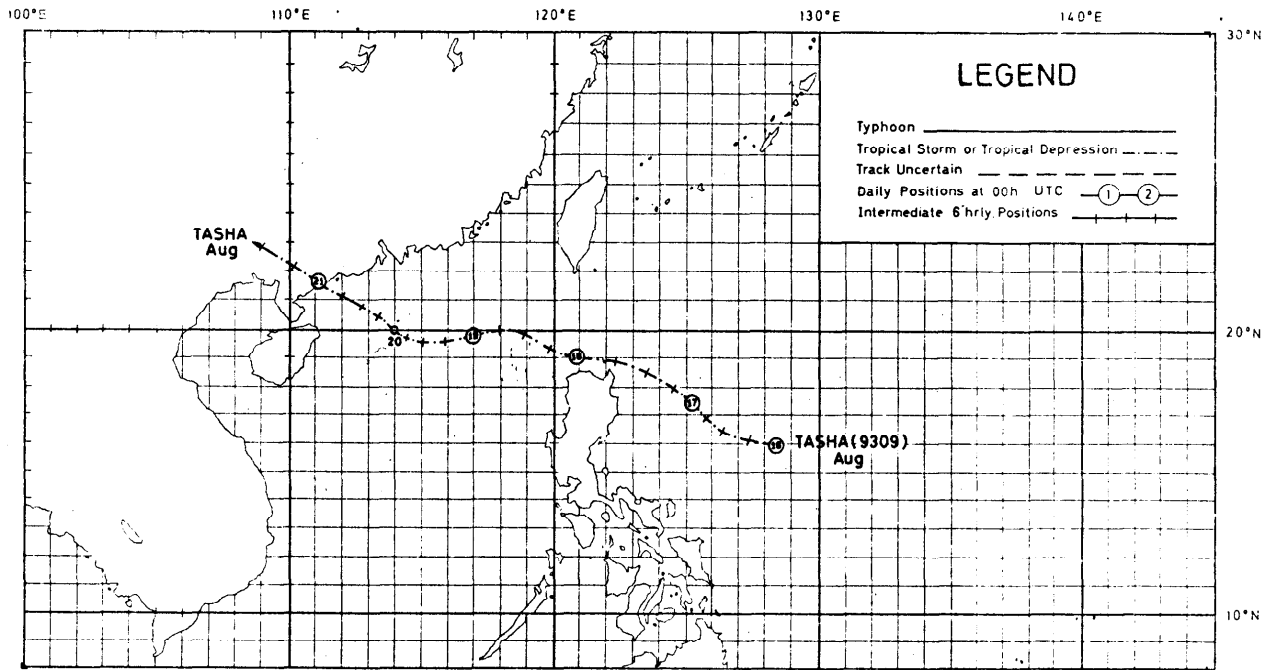 100°E 110°E 120°E 130°E 140°E
30°N
LEGEND
Typhoon
Tropical Storm or Tropical Depression
Track Uncertain
Daily Positions at 00h UTC 1 2
Intermediate 6 hrly. Positions
TASHA
Aug
21
20°N
20
19
18
17
16
TASHA(9309)
Aug
10°N